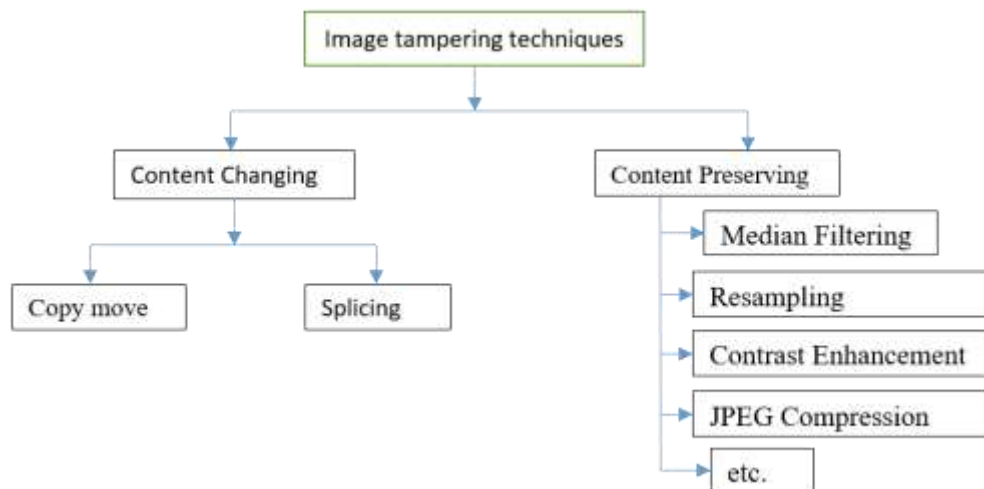 Image tampering techniques
Content Changing
Content Preserving
Copy move
Splicing
Median Filtering
Resampling
Contrast Enhancement
JPEG Compression
etc.